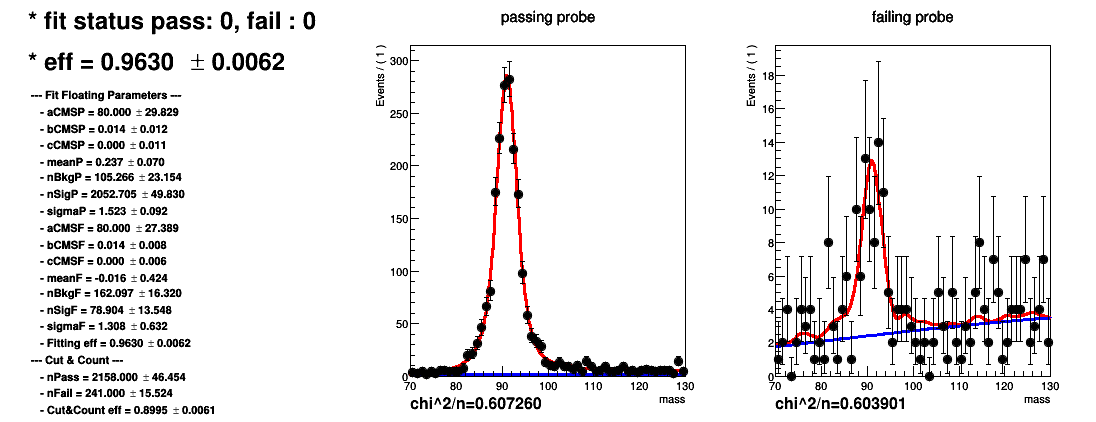 * fit status pass: 0, fail : 0
* eff = 0.9630 ± 0.0062
--- Fit Floating Parameters ---
- aCMSP = 80.000 ± 29.829
- bCMSP = 0.014 ± 0.012
- cCMSP = 0.000 ± 0.011
- meanP = 0.237 ± 0.070
- nBkgP = 105.266 ± 23.154
- nSigP = 2052.705 ± 49.830
- sigmaP = 1.523 ± 0.092
- aCMSF = 80.000 ± 27.389
- bCMSF = 0.014 ± 0.008
- cCMSF = 0.000 ± 0.006
- meanF = -0.016 ± 0.424
- nBkgF = 162.097 ± 16.320
- nSigF = 78.904 ± 13.548
- sigmaF = 1.308 ± 0.632
- Fitting eff = 0.9630 ± 0.0062
--- Cut & Count ---
- nPass = 2158.000 ± 46.454
- nFail = 241.000 ± 15.524
- Cut&Count eff = 0.8995 ± 0.0061
passing probe
Events / ( 1 )
300
250
200
150
100
50
0
70 80 90 100 110 120 130
mass
chi^2/n=0.607260
failing probe
Events / ( 1 )
18
16
14
12
10
8
6
4
2
0
70 80 90 100 110 120 130
mass
chi^2/n=0.603901